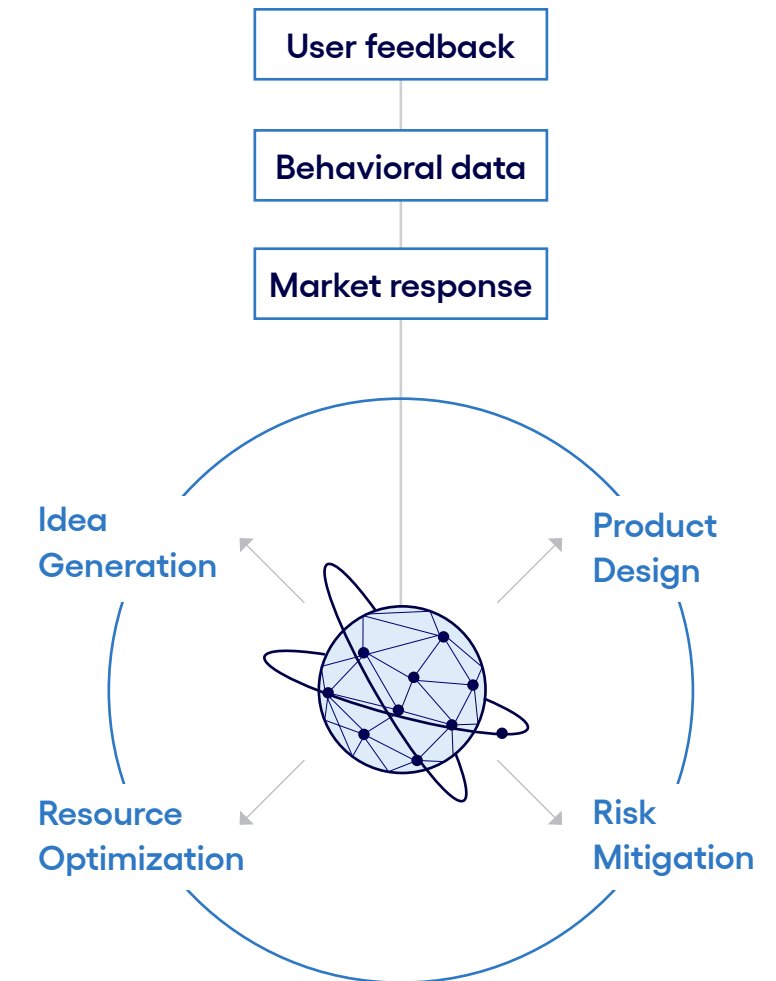 User feedback
Behavioral data
Market response
Idea
Generation
Product
Design
Resource
Optimization
Risk
Mitigation